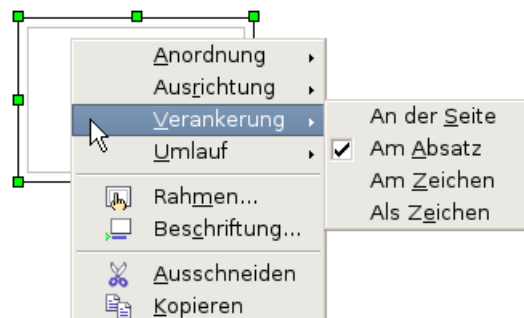 Anordnung
Ausrichtung
Verankerung
Umlauf
An der Seite
Am Absatz
Am Zeichen
Als Zeichen
Rahmen...
Beschriftung...
Ausschneiden
Kopieren